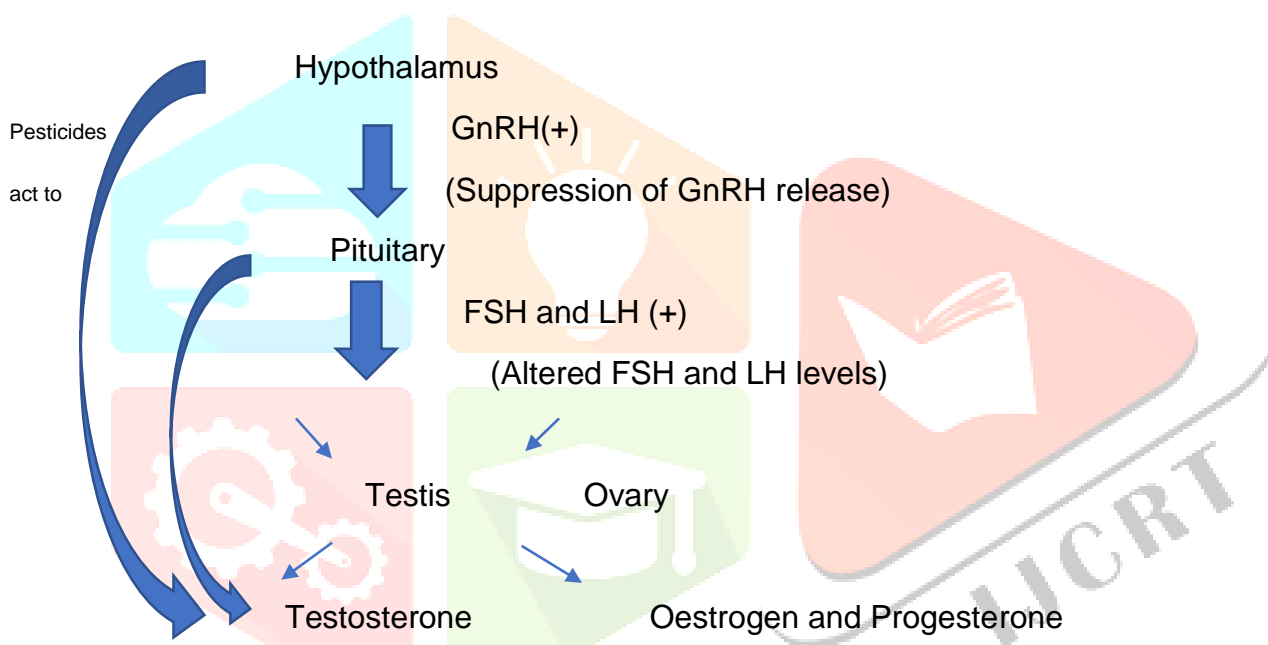 Hypothalamus
Pesticides
GnRH(+)
act to
(Suppression of GnRH release)
Pituitary
FSH and LH (+)
(Altered FSH and LH levels)
Testis Ovary
Testosterone Oestrogen and Progesterone
IJCRT